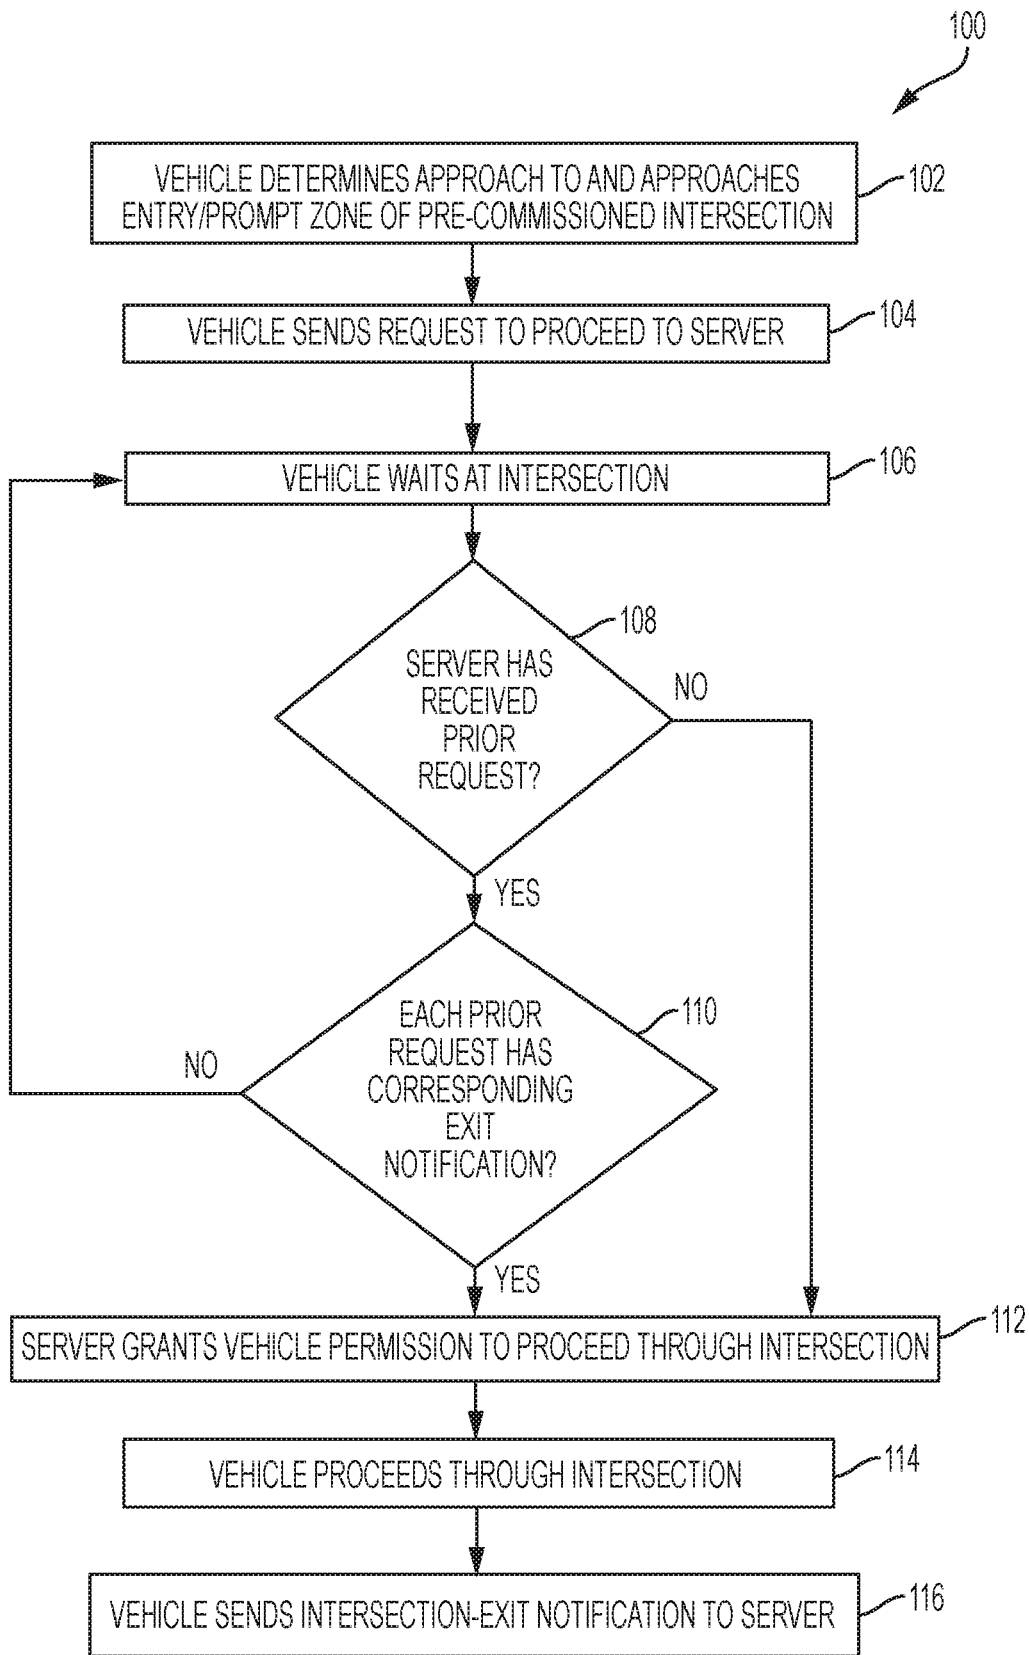 100
VEHICLE DETERMINES APPROACH TO AND APPROACHES
ENTRY/PROMPT ZONE OF PRE-COMMISSIONED INTERSECTION
102
VEHICLE SENDS REQUEST TO PROCEED TO SERVER
104
VEHICLE WAITS AT INTERSECTION
106
108
SERVER HAS
RECEIVED
PRIOR
REQUEST?
NO
YES
110
EACH PRIOR
REQUEST HAS
CORRESPONDING
EXIT
NOTIFICATION?
NO
YES
SERVER GRANTS VEHICLE PERMISSION TO PROCEED THROUGH INTERSECTION
112
VEHICLE PROCEEDS THROUGH INTERSECTION
114
VEHICLE SENDS INTERSECTION-EXIT NOTIFICATION TO SERVER
116